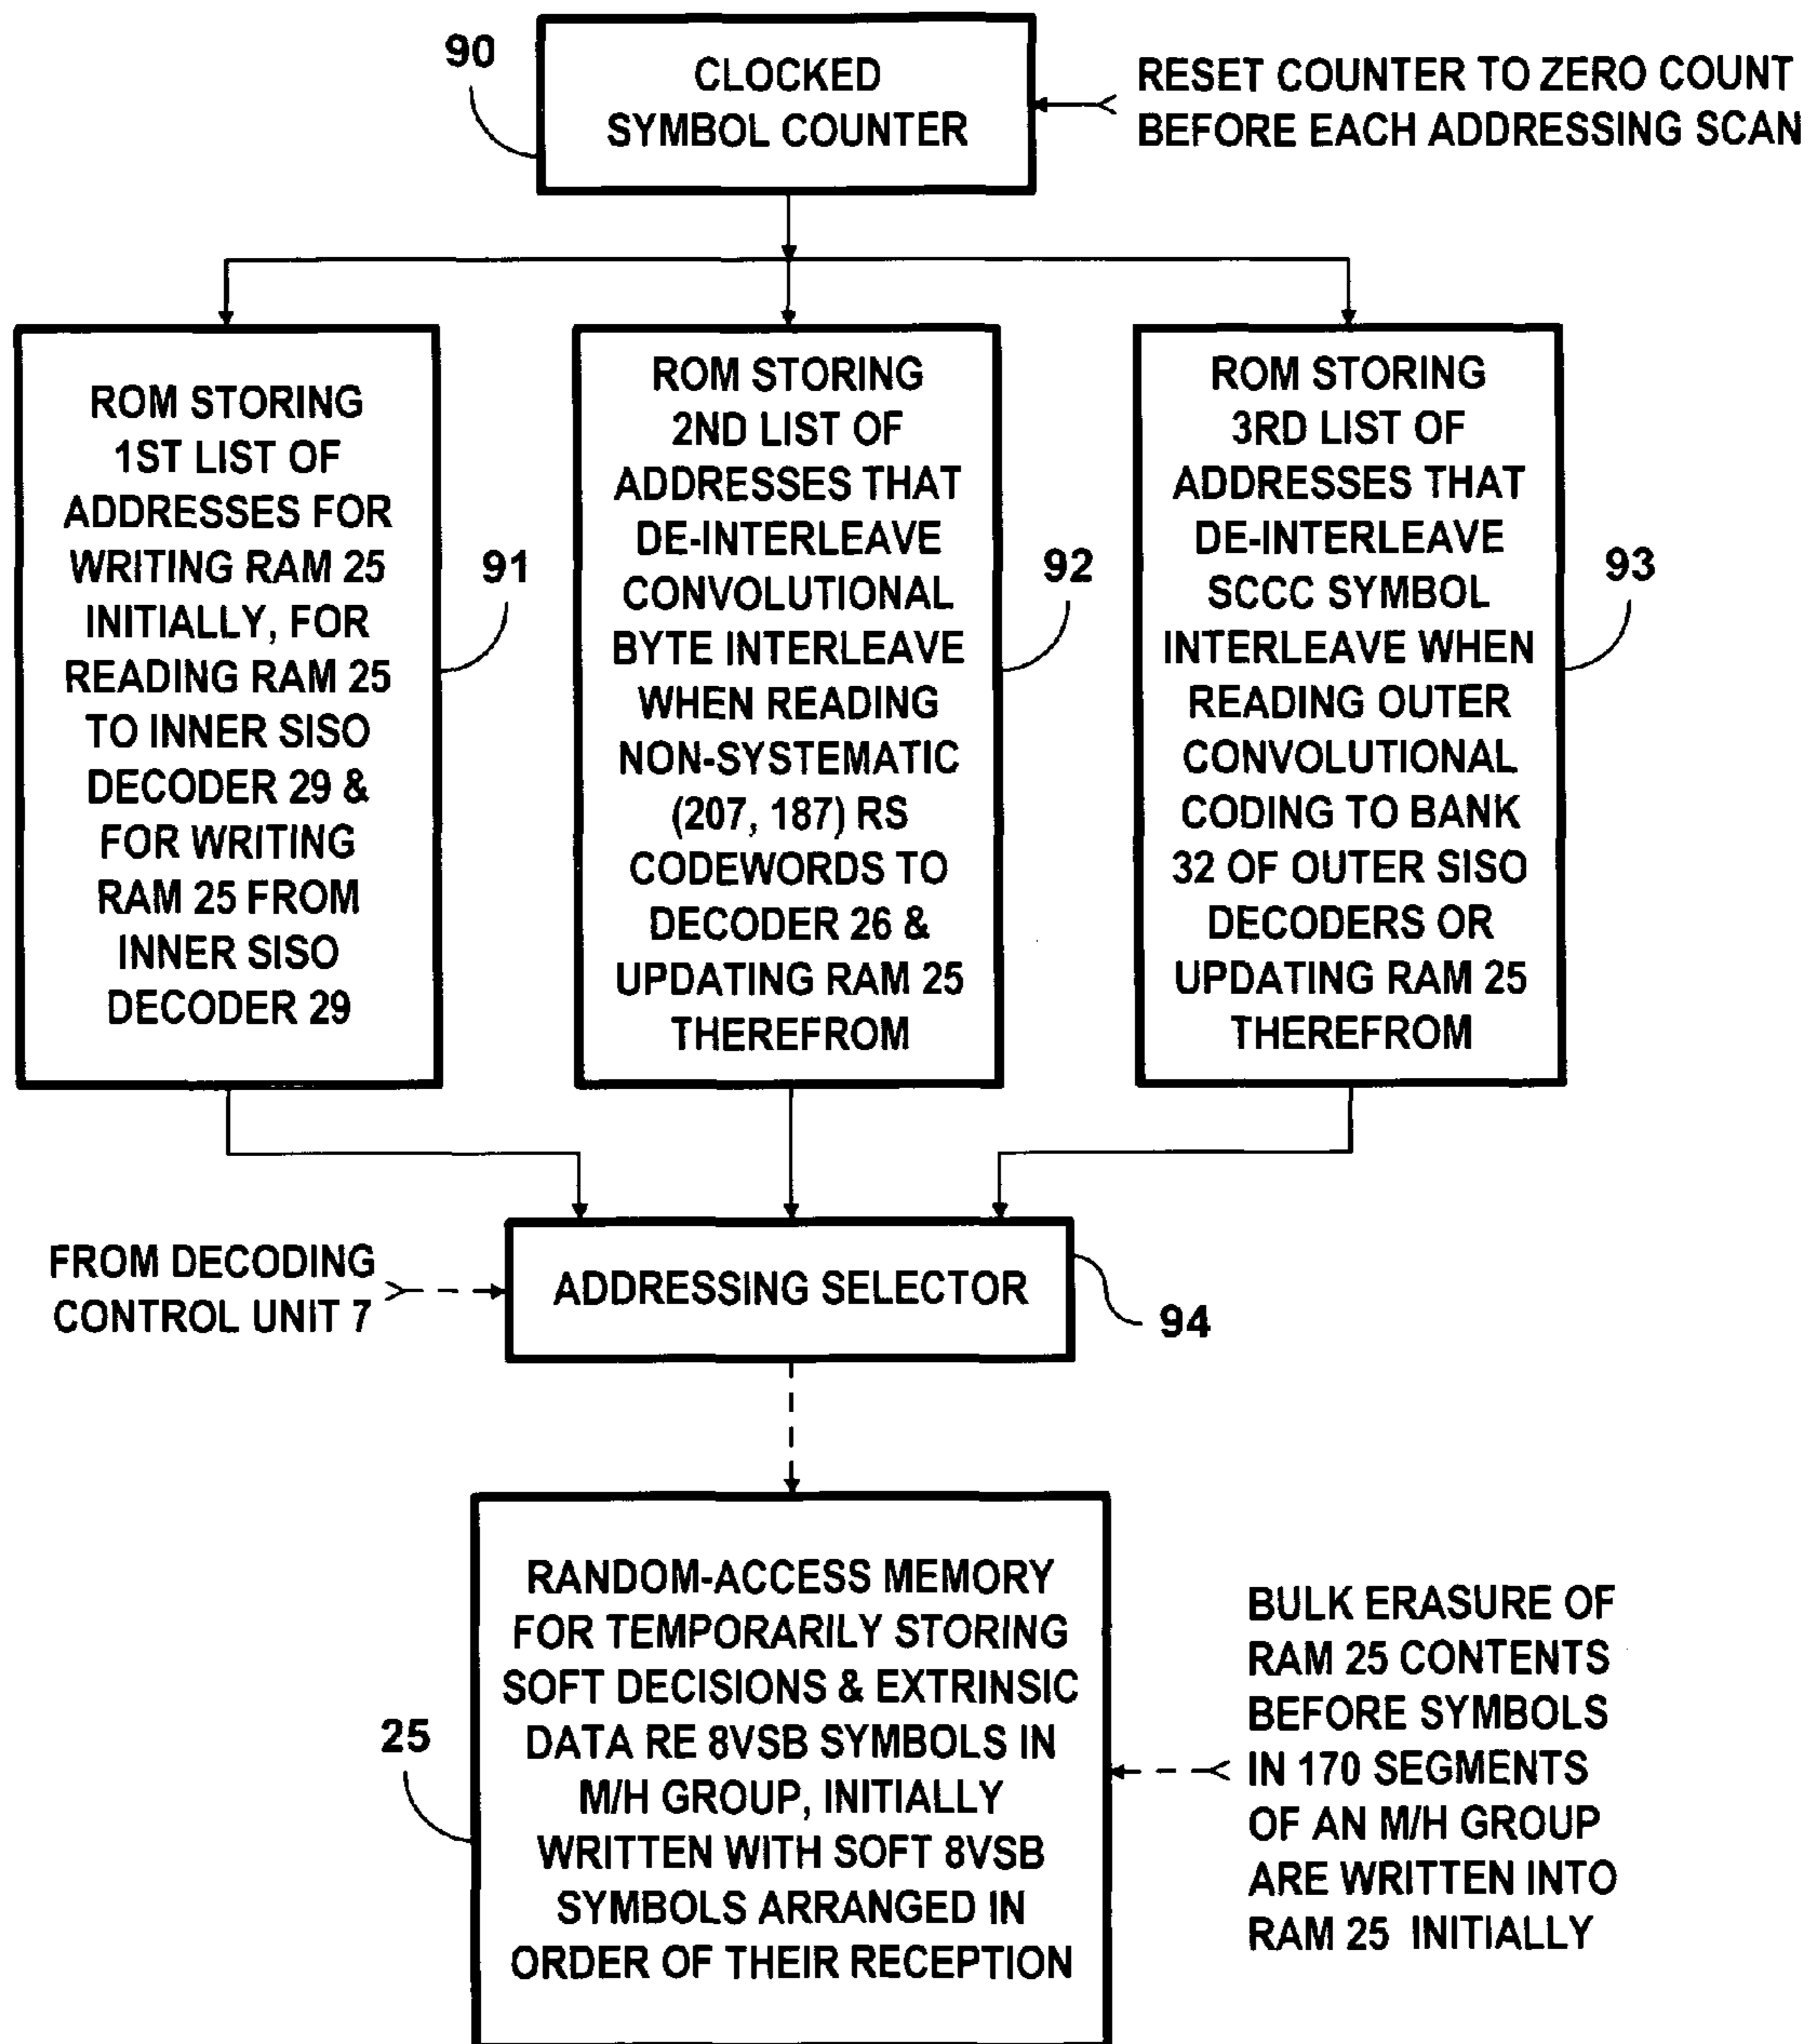 90
CLOCKED
SYMBOL COUNTER
RESET COUNTER TO ZERO COUNT
BEFORE EACH ADDRESSING SCAN
ROM STORING
1ST LIST OF
ADDRESSES FOR
WRITING RAM 25
INITIALLY, FOR
READING RAM 25
TO INNER SISO
DECODER 29 &
FOR WRITING
RAM 25 FROM
INNER SISO
DECODER 29
91
ROM STORING
2ND LIST OF
ADDRESSES THAT
DE-INTERLEAVE
CONVOLUTIONAL
BYTE INTERLEAVE
WHEN READING
NON-SYSTEMATIC
(207, 187) RS
CODEWORDS TO
DECODER 26 &
UPDATING RAM 25
THEREFROM
92
ROM STORING
3RD LIST OF
ADDRESSES THAT
DE-INTERLEAVE
SCCC SYMBOL
INTERLEAVE WHEN
READING OUTER
CONVOLUTIONAL
CODING TO BANK
32 OF OUTER SISO
DECODERS OR
UPDATING RAM 25
THEREFROM
93
FROM DECODING
CONTROL UNIT 7
ADDRESSING SELECTOR
94
25
RANDOM-ACCESS MEMORY
FOR TEMPORARILY STORING
SOFT DECISIONS & EXTRINSIC
DATA RE 8VSB SYMBOLS IN
M/H GROUP, INITIALLY
WRITTEN WITH SOFT 8VSB
SYMBOLS ARRANGED IN
ORDER OF THEIR RECEPTION
BULK ERASURE OF
RAM 25 CONTENTS
BEFORE SYMBOLS
IN 170 SEGMENTS
OF AN M/H GROUP
ARE WRITTEN INTO
RAM 25 INITIALLY